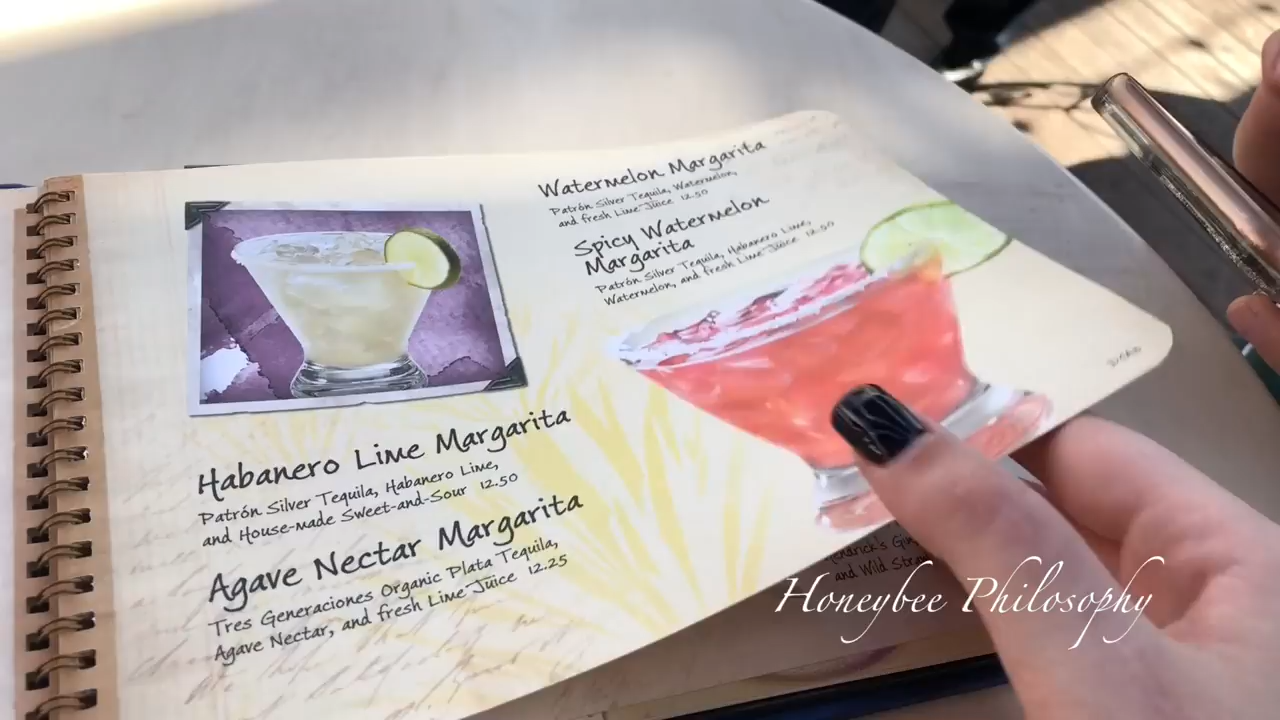 Habanero Lime Margarita
Patrón Silver Tequila, Habanero Lime,
and House-made Sweet-and-Sour 12.50
Agave Nectar Margarita
Tres Generaciones Organic Plata Tequila,
Agave Nectar, and fresh Lime Juice 12.25
Watermelon Margarita
Patrón Silver Tequila, Watermelon,
and fresh Lime Juice 12.50
Spicy Watermelon
Margarita
Patrón Silver Tequila, Habanero Lime,
Watermelon, and fresh Lime Juice
and Wild
Honeybee Philosophy